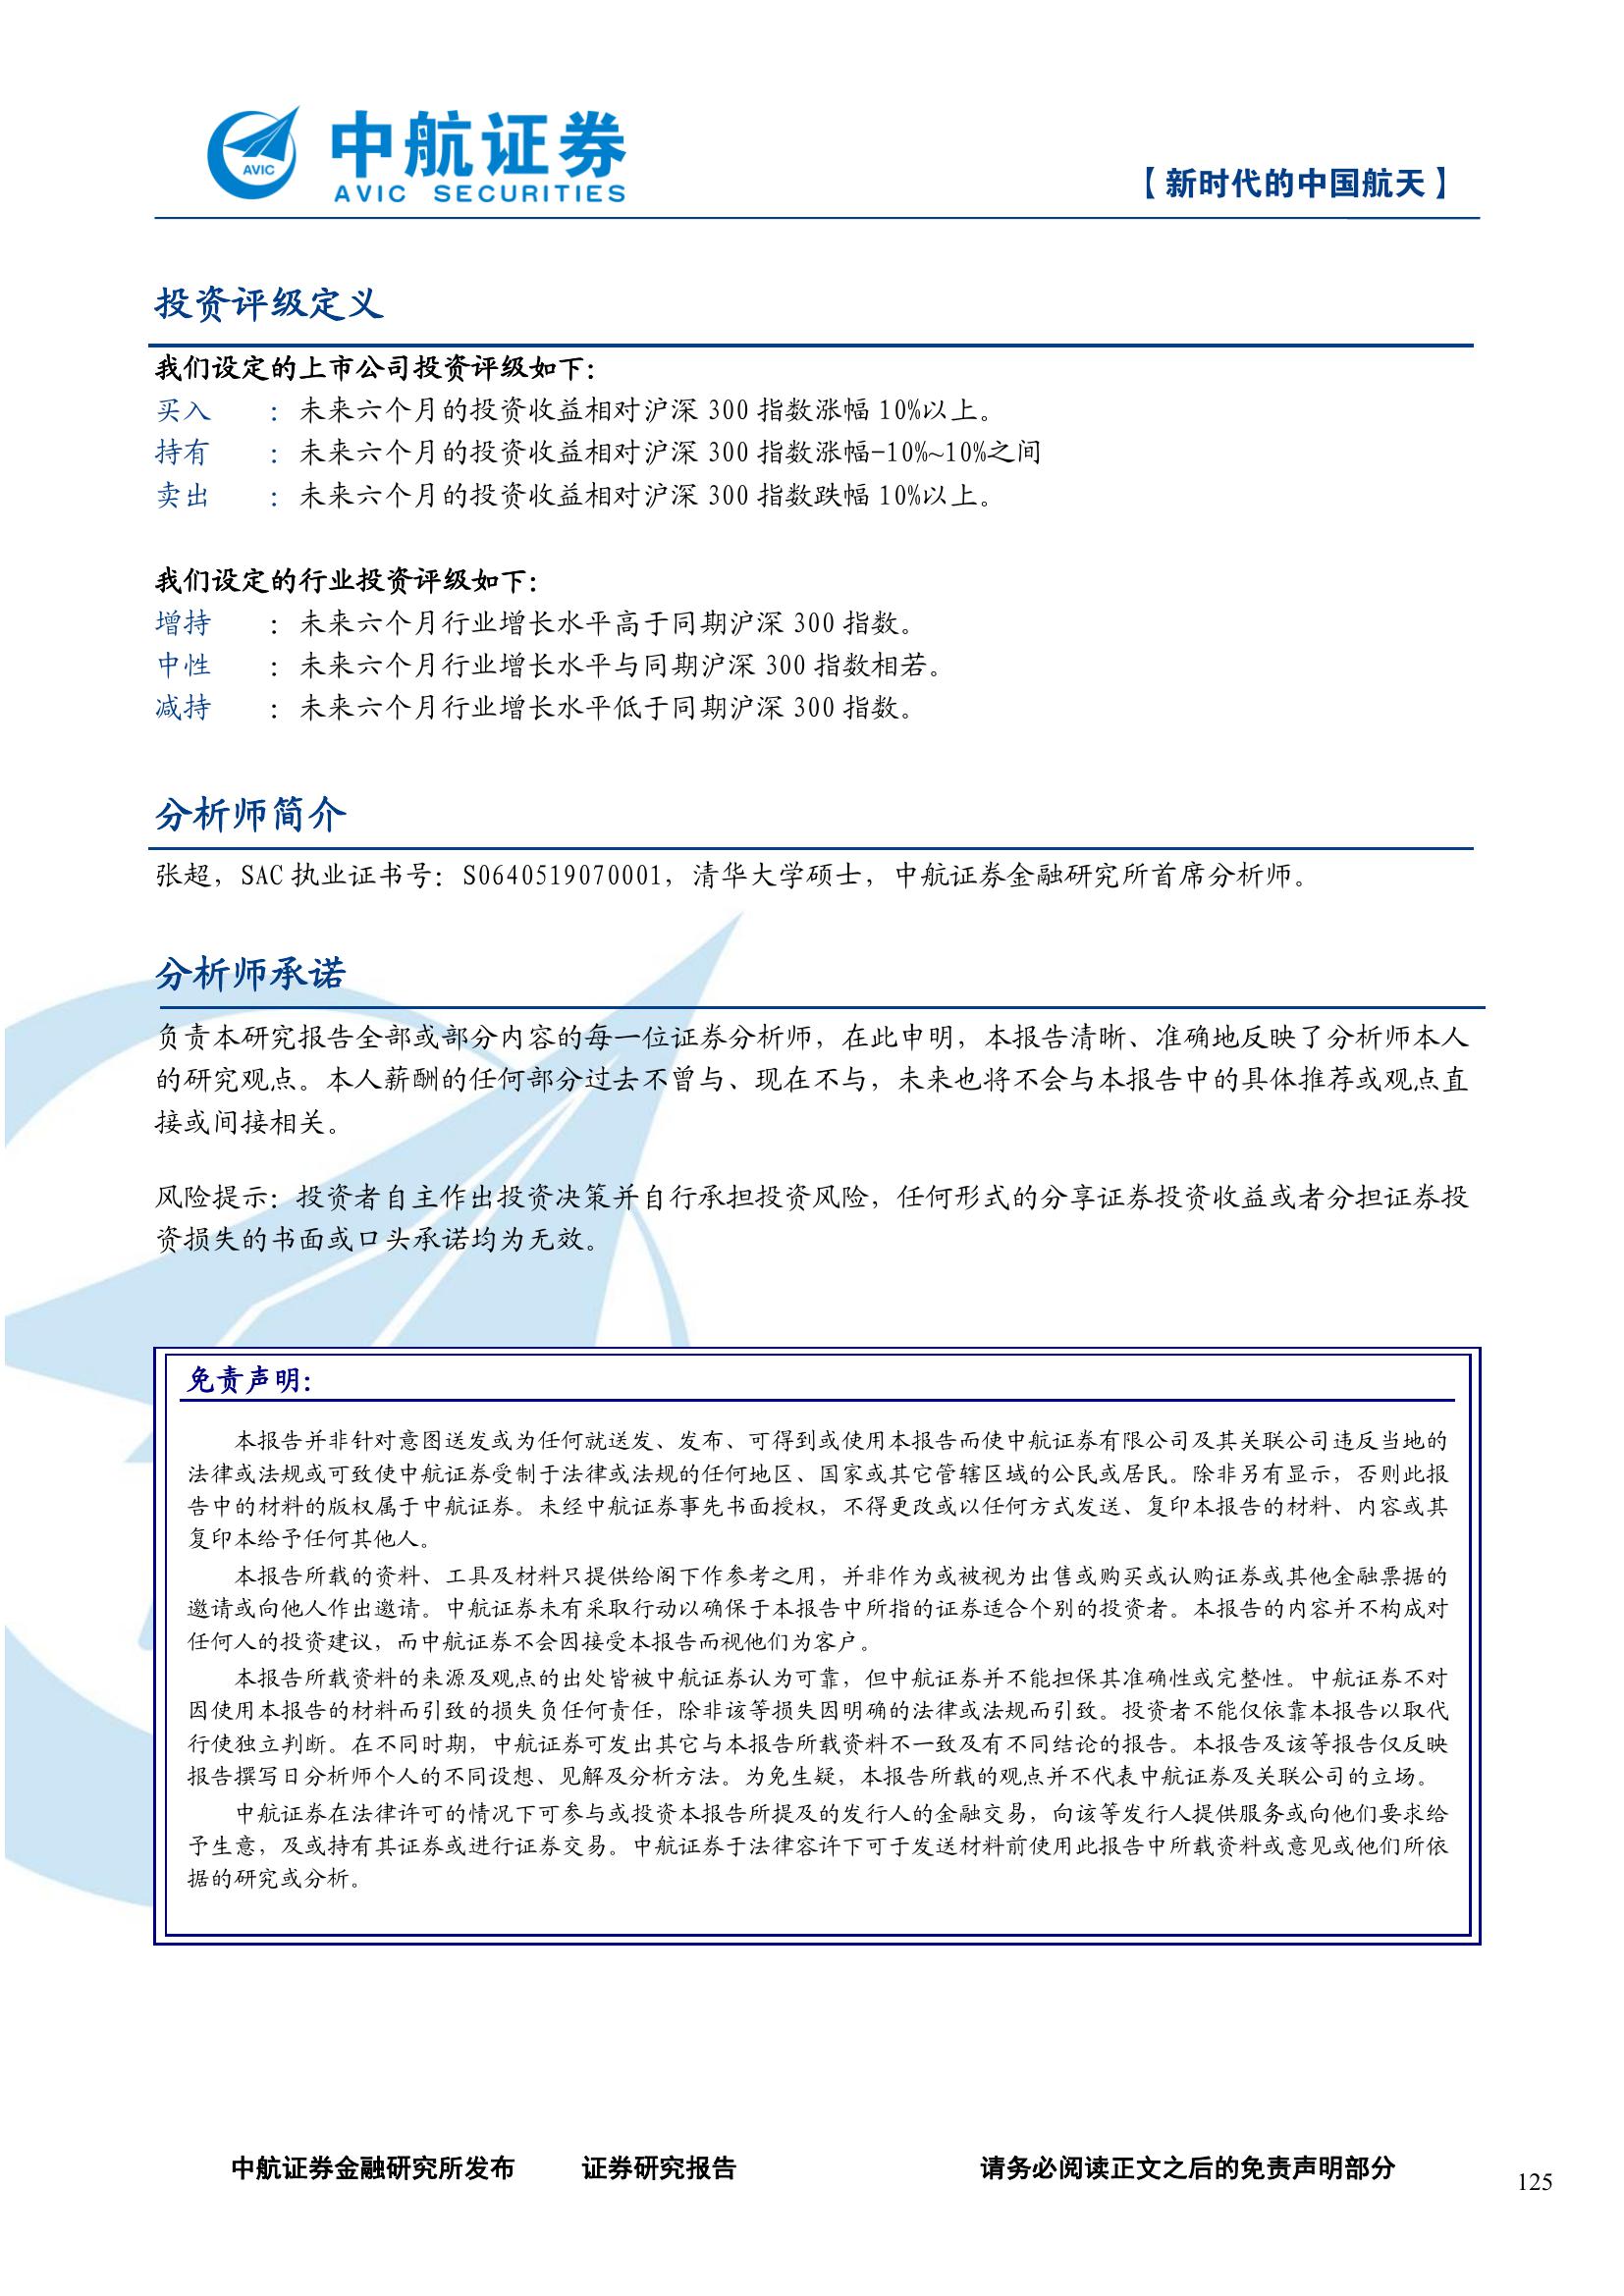 AVIC
中航证券
AVIC SECURITIES
【新时代的中国航天】
投资评级定义
我们设定的上市公司投资评级如下：
买入 ：未来六个月的投资收益相对沪深 300 指数涨幅 10%以上。
持有 ：未来六个月的投资收益相对沪深 300 指数涨幅-10%~10%之间
卖出 ：未来六个月的投资收益相对沪深 300 指数跌幅 10%以上。
我们设定的行业投资评级如下：
增持 ：未来六个月行业增长水平高于同期沪深 300 指数。
中性 ：未来六个月行业增长水平与同期沪深 300 指数相若。
减持 ：未来六个月行业增长水平低于同期沪深 300 指数。
分析师简介
张超，SAC 执业证书号：S0640519070001，清华大学硕士，中航证券金融研究所首席分析师。
分析师承诺
负责本研究报告全部或部分内容的每一位证券分析师，在此申明，本报告清晰、准确地反映了分析师本人
的研究观点。本人薪酬的任何部分过去不曾与、现在不与，未来也将不会与本报告中的具体推荐或观点直
接或间接相关。
风险提示：投资者自主作出投资决策并自行承担投资风险，任何形式的分享证券投资收益或者分担证券投
资损失的书面或口头承诺均为无效。
免责声明：
本报告并非针对意图送发或为任何就送发、发布、可得到或使用本报告而使中航证券有限公司及其关联公司违反当地的
法律或法规或可致使中航证券受制于法律或法规的任何地区、国家或其它管辖区域的公民或居民。除非另有显示，否则此报
告中的材料的版权属于中航证券。未经中航证券事先书面授权，不得更改或以任何方式发送、复印本报告的材料、内容或其
复印本给予任何其他人。
本报告所载的资料、工具及材料只提供给阁下作参考之用，并非作为或被视为出售或购买或认购证券或其他金融票据的
邀请或向他人作出邀请。中航证券未有采取行动以确保于本报告中所指的证券适合个别的投资者。本报告的内容并不构成对
任何人的投资建议，而中航证券不会因接受本报告而视他们为客户。
本报告所载资料的来源及观点的出处皆被中航证券认为可靠，但中航证券并不能担保其准确性或完整性。中航证券不对
因使用本报告的材料而引致的损失负任何责任，除非该等损失因明确的法律或法规而引致。投资者不能仅依靠本报告以取代
行使独立判断。在不同时期，中航证券可发出其它与本报告所载资料不一致及有不同结论的报告。本报告及该等报告仅反映
报告撰写日分析师个人的不同设想、见解及分析方法。为免生疑，本报告所载的观点并不代表中航证券及关联公司的立场。
中航证券在法律许可的情况下可参与或投资本报告所提及的发行人的金融交易，向该等发行人提供服务或向他们要求给
予生意，及或持有其证券或进行证券交易。中航证券于法律容许下可于发送材料前使用此报告中所载资料或意见或他们所依
据的研究或分析。
中航证券金融研究所发布 证券研究报告 请务必阅读正文之后的免责声明部分
125